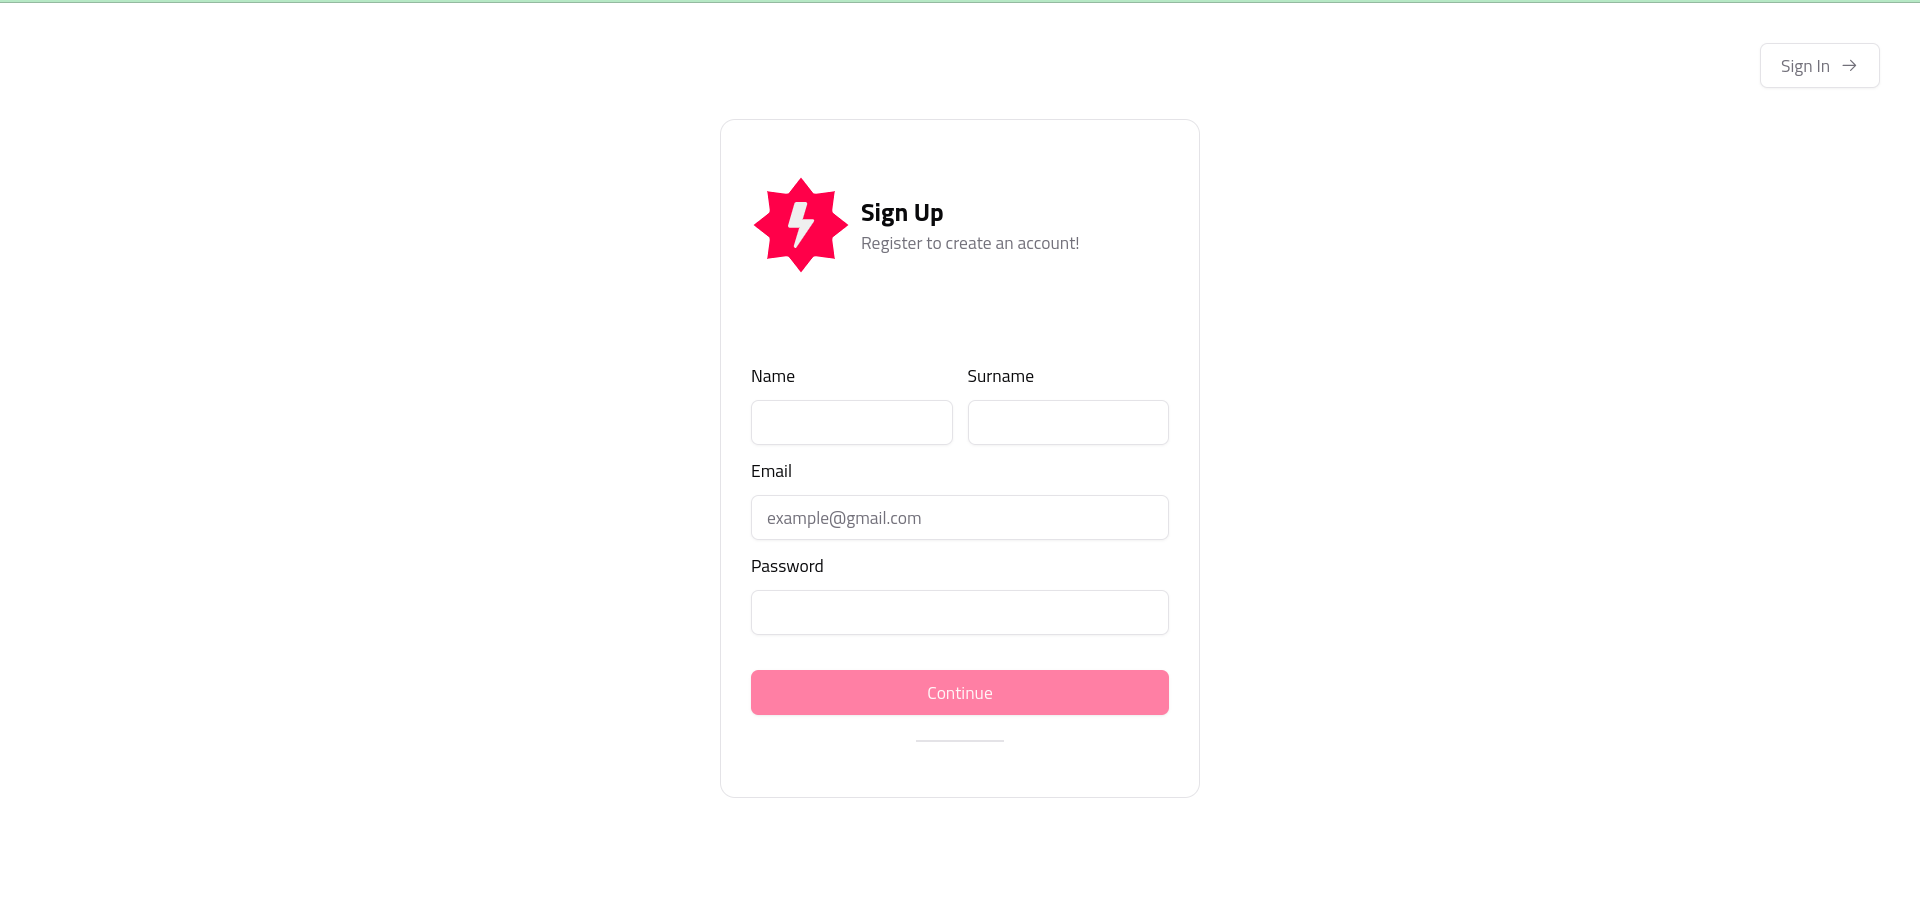 Sign In
Sign Up
Register to create an account!
Name Surname
Email
example@gmail.com
Password
Continue